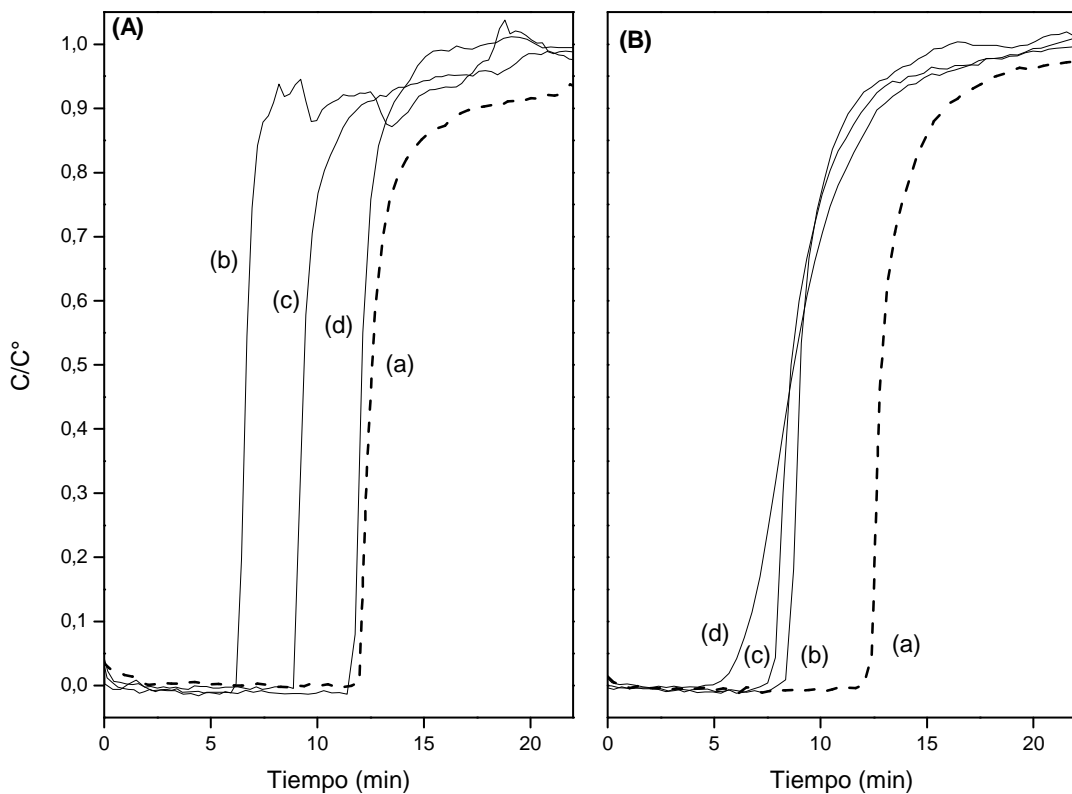 (A)
(B)
1,0
0,9
0,8
0,7
0,6
0,5
0,4
0,3
0,2
0,1
0,0
C/C°
(b)
(c)
(d)
(a)
(d)
(c)
(b)
(a)
0 5 10 15 20
0 5 10 15 20
Tiempo (min)
Tiempo (min)